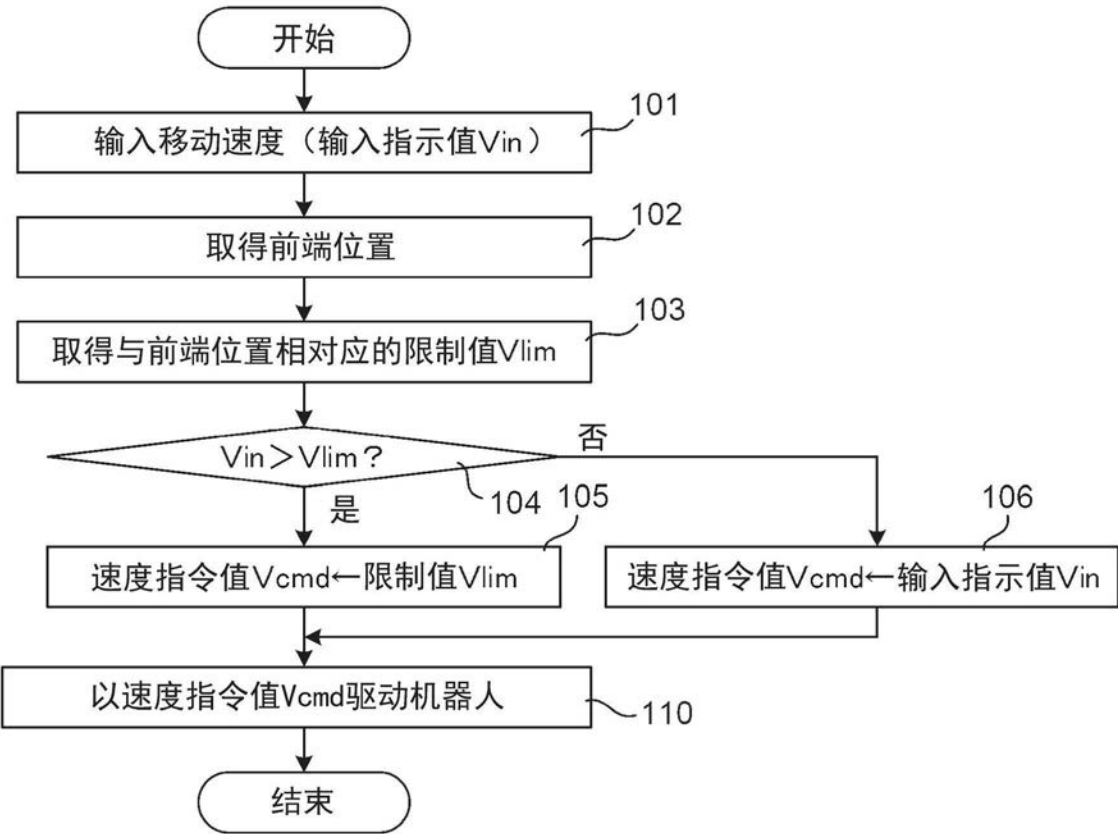 开始
101
输入移动速度（输入指示值Vin）
102
取得前端位置
103
取得与前端位置相对应的限制值Vlim
Vin＞Vlim？
否
104
是
105
106
速度指令值Vcmd←限制值Vlim
速度指令值Vcmd←输入指示值Vin
以速度指令值Vcmd驱动机器人
110
结束